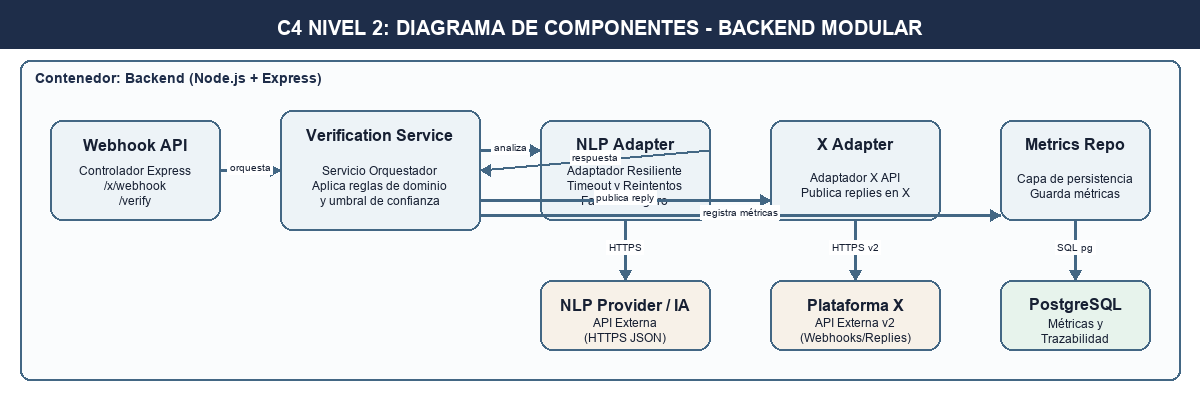 C4 NIVEL 2: DIAGRAMA DE COMPONENTES - BACKEND MODULAR
Contenedor: Backend (Node.js + Express)
Webhook API
Controlador Express
/x/webhook
/verify
orquesta
Verification Service
Servicio Orquestador
Aplica reglas de dominio
y umbral de confianza
analiza
respuesta
publica reply
registra métricas
NLP Adapter
Adaptador Resiliente
Timeout y Reintentos
X Adapter
Adaptador X API
Publica replies en X
Metrics Repo
Capa de persistencia
Guarda métricas
HTTPS
HTTPS v2
SQL pg
NLP Provider / IA
API Externa
(HTTPS JSON)
Plataforma X
API Externa v2
(Webhooks/Replies)
PostgreSQL
Métricas y
Trazabilidad